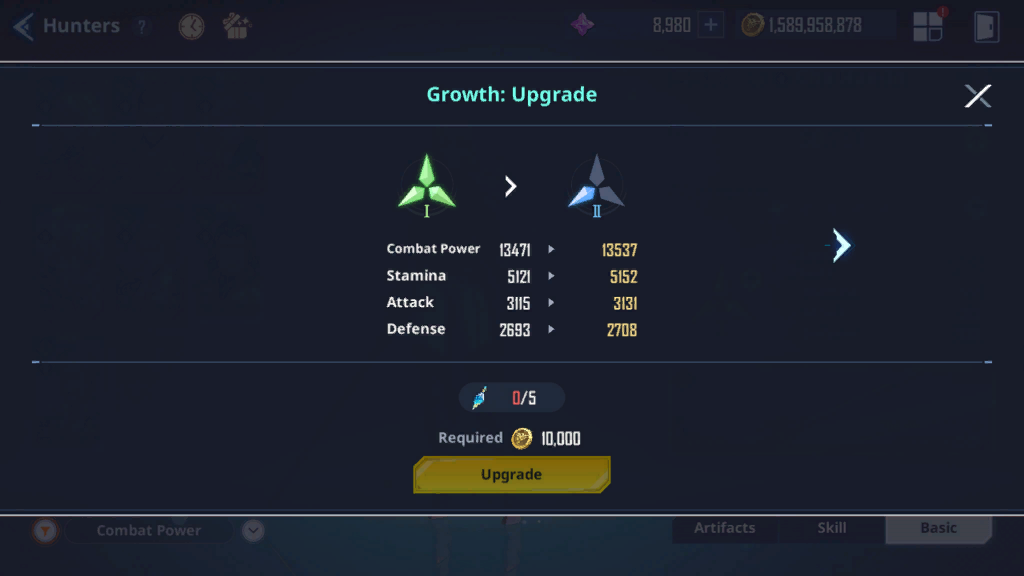 Hunters ? 8,980 + 1,589,958,878
Growth: Upgrade
I II
Combat Power 13471 13537
Stamina 5121 5152
Attack 3115 3131
Defense 2693 2708
0/5
Required 10,000
Upgrade
Combat Power Artifacts Skill Basic